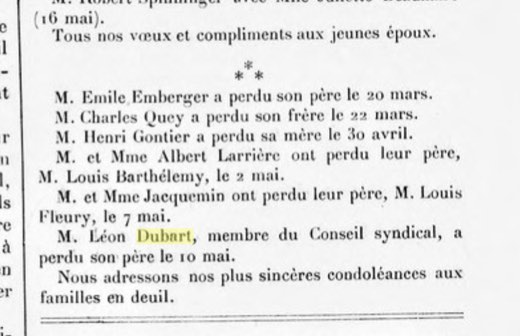 (16 mai).
Tous nos vœux et compliments aux jeunes époux.
* * *
M. Emile Emberger a perdu son père le 20 mars.
M. Charles Quey a perdu son frère le 22 mars.
M. Henri Gontier a perdu sa mère le 30 avril.
M. et Mme Albert Larrière ont perdu leur père,
M. Louis Barthélemy, le 2 mai.
M. et Mme Jacquemin ont perdu leur père, M. Louis
Fleury, le 7 mai.
M. Léon Dubart, membre du Conseil syndical, a
perdu son père le 10 mai.
Nous adressons nos plus sincères condoléances aux
familles en deuil.